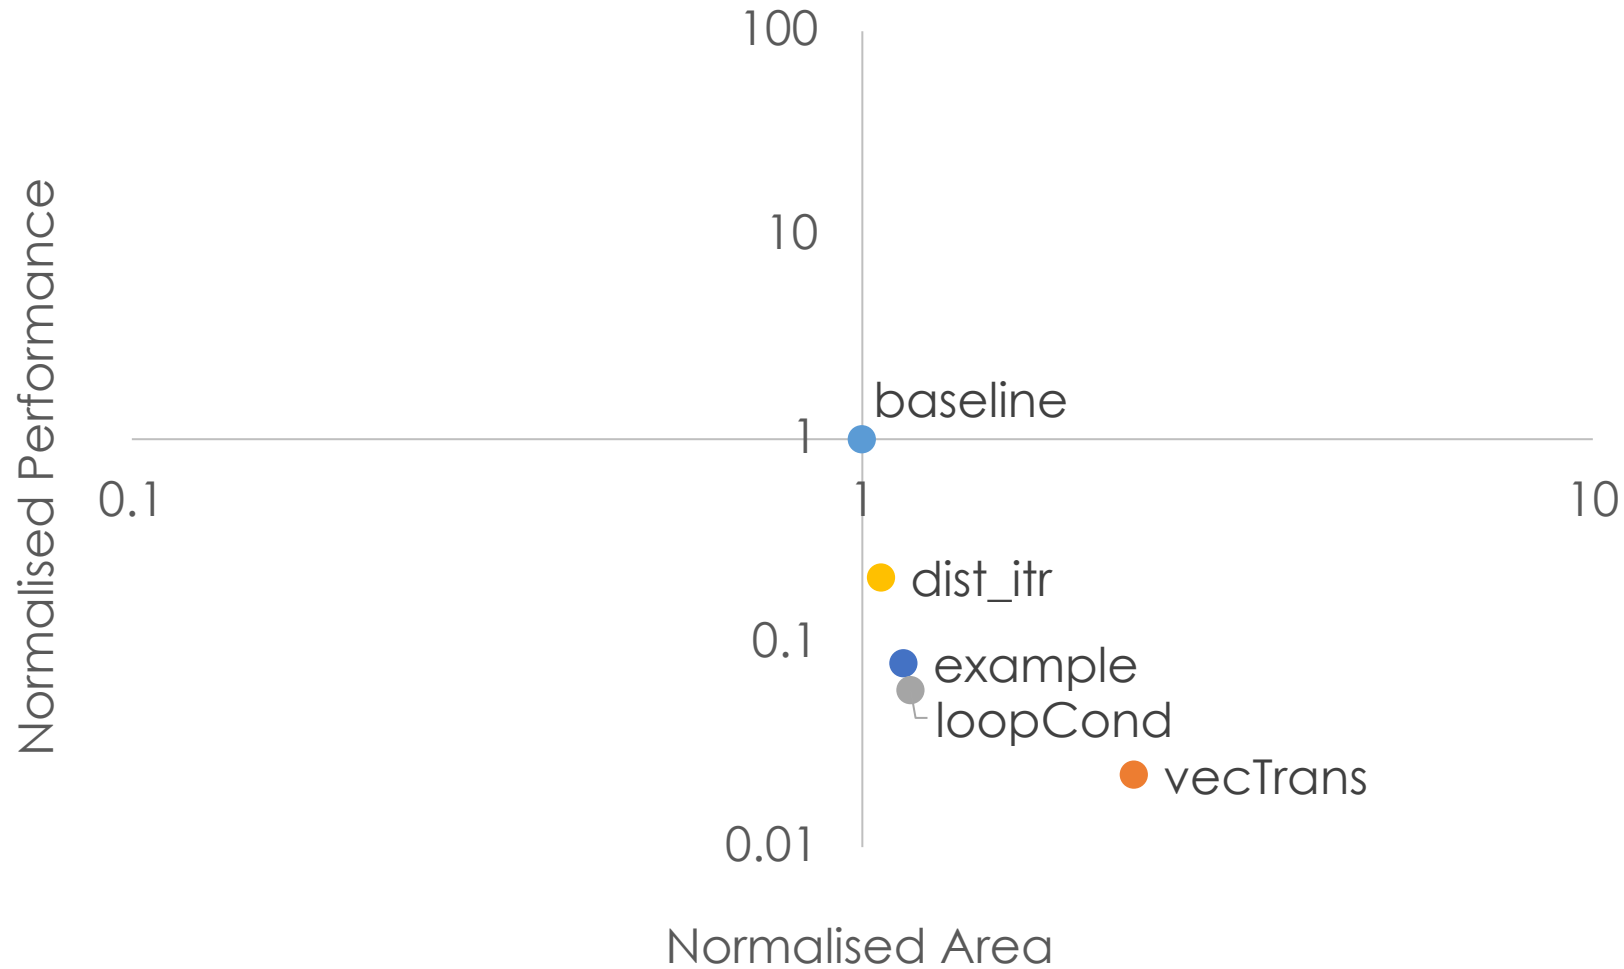 100
10
Normalised Performance
baseline
1
0.1
1
10
dist_itr
0.1
example
loopCond
vecTrans
0.01
Normalised Area